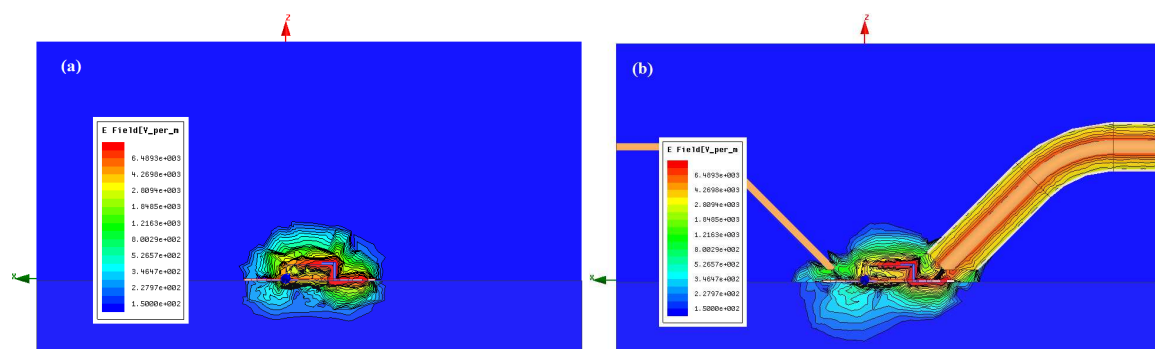 Z
(a)
E Field[V_per_m
6.4893e+003
4.2698e+003
2.8094e+003
1.8485e+003
1.2163e+003
8.0029e+002
5.2657e+002
3.4647e+002
2.2797e+002
1.5000e+002
X
Z
(b)
E Field[V_per_m
6.4893e+003
4.2698e+003
2.8094e+003
1.8485e+003
1.2163e+003
8.0029e+002
5.2657e+002
3.4647e+002
2.2797e+002
1.5000e+002
X